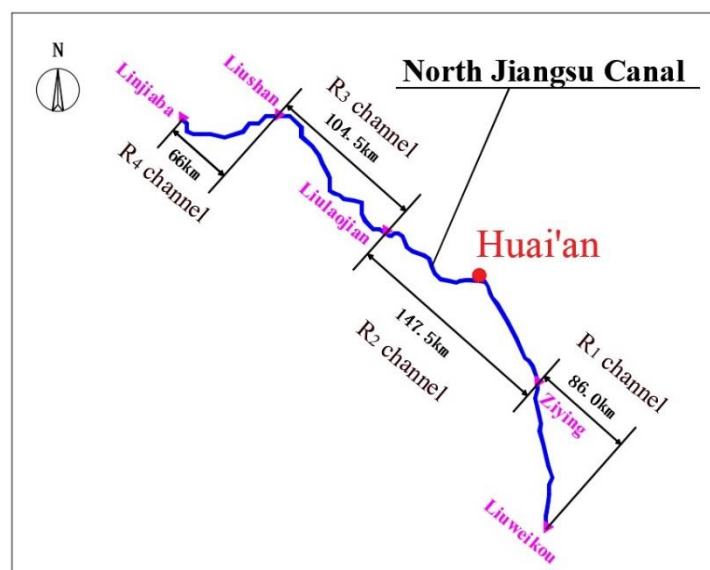 N
Linjiaba
Liushan
R3 channel
104.5km
North Jiangsu Canal
66km
R4 channel
Liulaojian
Huai'an
147.5km
R2 channel
R1 channel
86.0km
Ziying
Liuweikou